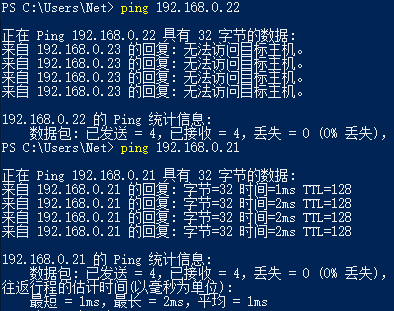 PS C:\Users\Net> ping 192.168.0.22
正在 Ping 192.168.0.22 具有 32 字节的数据:
来自 192.168.0.23 的回复: 无法访问目标主机。
来自 192.168.0.23 的回复: 无法访问目标主机。
来自 192.168.0.23 的回复: 无法访问目标主机。
来自 192.168.0.23 的回复: 无法访问目标主机。
192.168.0.22 的 Ping 统计信息:
数据包: 已发送 = 4，已接收 = 4，丢失 = 0 (0% 丢失)，
PS C:\Users\Net> ping 192.168.0.21
正在 Ping 192.168.0.21 具有 32 字节的数据:
来自 192.168.0.21 的回复: 字节=32 时间=1ms TTL=128
来自 192.168.0.21 的回复: 字节=32 时间=2ms TTL=128
来自 192.168.0.21 的回复: 字节=32 时间=2ms TTL=128
来自 192.168.0.21 的回复: 字节=32 时间=2ms TTL=128
192.168.0.21 的 Ping 统计信息:
数据包: 已发送 = 4，已接收 = 4，丢失 = 0 (0% 丢失)，
往返行程的估计时间(以毫秒为单位):
最短 = 1ms，最长 = 2ms，平均 = 1ms